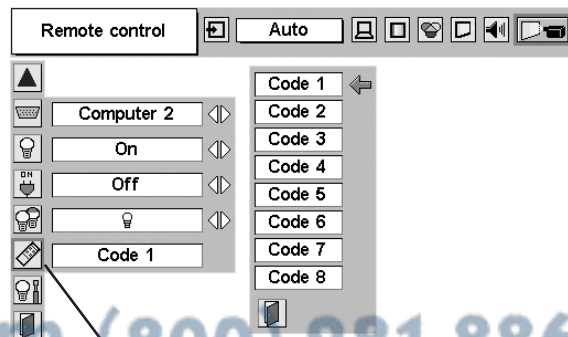 Remote control
Auto
Computer 2
On
ON
Off
Code 1
Code 1
Code 2
Code 3
Code 4
Code 5
Code 6
Code 7
Code 8